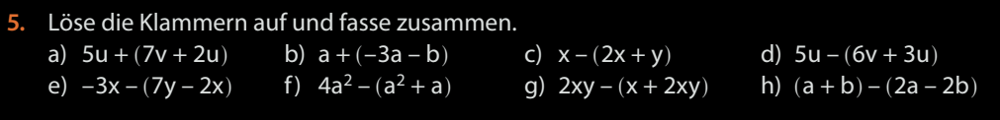 5. Löse die Klammern auf und fasse zusammen.
a) 5u + (7v + 2u) b) a + (−3a − b) c) x − (2x + y) d) 5u − (6v + 3u)
e) −3x − (7y − 2x) f) 4a² − (a² + a) g) 2xy − (x + 2xy) h) (a + b) − (2a − 2b)